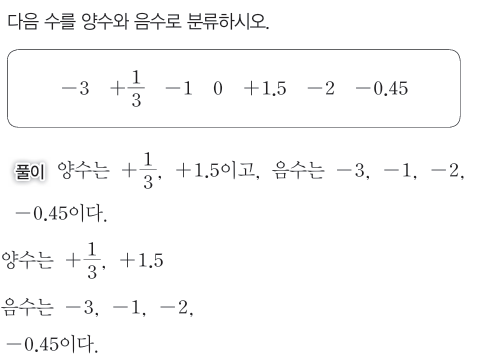 다음 수를 양수와 음수로 분류하시오.
−3 +1/3 −1 0 +1.5 −2 −0.45
풀이 양수는 +1/3, +1.5이고, 음수는 −3, −1, −2,
−0.45이다.
양수는 +1/3, +1.5
음수는 −3, −1, −2,
−0.45이다.